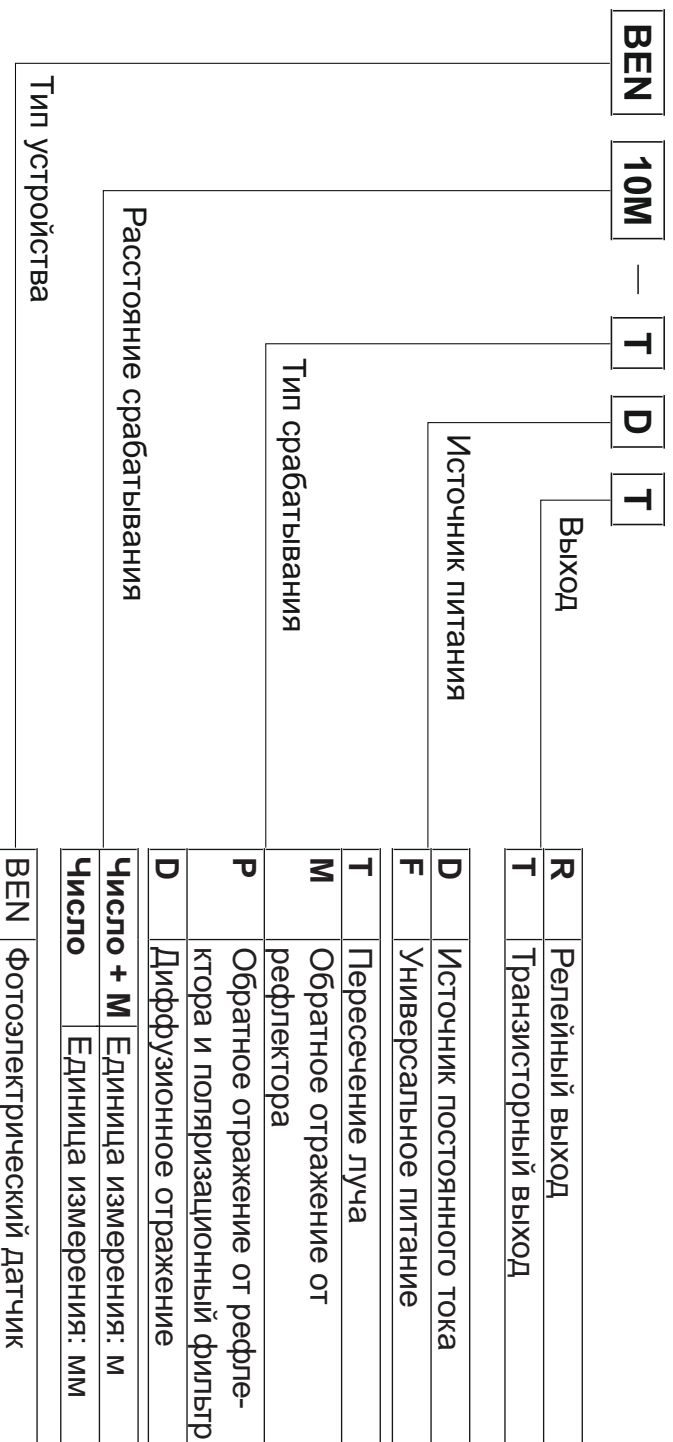 BEN 10M — T D T
Выход
R Релейный выход
T Транзисторный выход
Источник питания
D Источник постоянного тока
F Универсальное питание
Тип срабатывания
T Пересечение луча
M Обратное отражение от
рефлектора
P Обратное отражение от рефле-
ктора и поляризационный фильтр
D Диффузионное отражение
Расстояние срабатывания
Число + М Единица измерения: м
Число Единица измерения: мм
Тип устройства
BEN Фотоэлектрический датчик